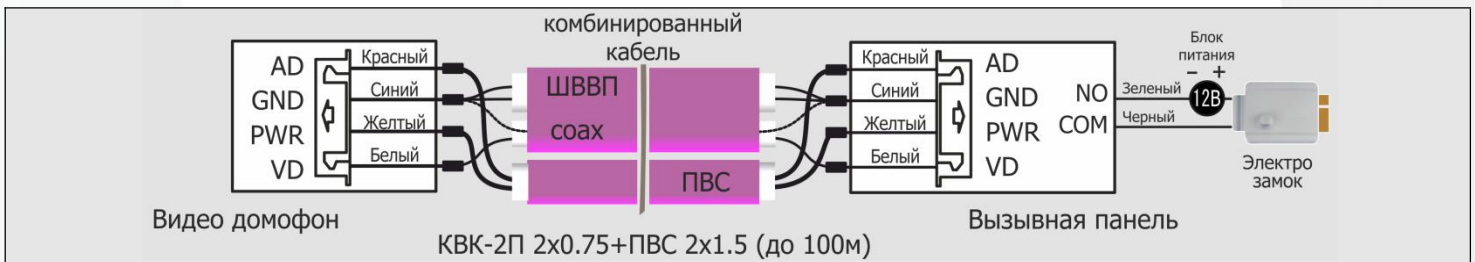 комбинированный
кабель
AD
GND
PWR
VD
Красный
Синий
Желтый
Белый
ШВВП
coax
ПВС
Красный
Синий
Желтый
Белый
AD
GND
PWR
VD
NO
COM
Зеленый
Черный
Блок
питания
– +
12В
Электро
замок
Видео домофон
Вызывная панель
КВК-2П 2х0.75+ПВС 2х1.5 (до 100м)